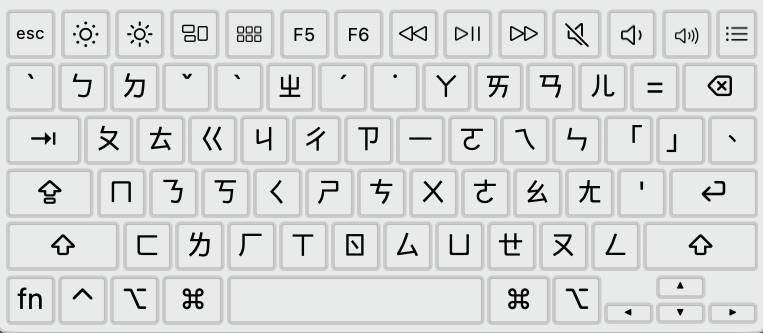 esc F5 F6
` ㄅ ㄉ ˇ ˋ ㄓ ˊ ˙ ㄚ ㄞ ㄢ ㄦ = ⌫
⇥ ㄆ ㄊ ㄍ ㄐ ㄔ ㄗ ㄧ ㄛ ㄟ ㄣ 「 」 、
⇪ ㄇ ㄋ ㄎ ㄑ ㄕ ㄘ ㄨ ㄜ ㄠ ㄤ ' ↩
⇧ ㄈ ㄌ ㄏ ㄒ ㄖ ㄙ ㄩ ㄝ ㄡ ㄥ ⇧
fn ^ ⌥ ⌘ ⌘ ⌥ ◀ ▲ ▼ ▶